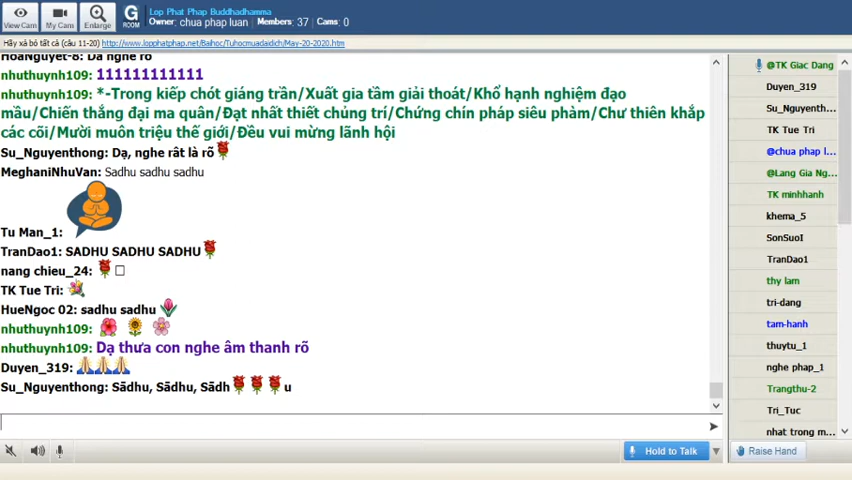 Lop Phat Phap Buddhadhamma
Owner: chua phap luan Members: 37 Cams: 0
View Cam
My Cam
Enlarge
G
ROOM
Hãy xả bỏ tất cả (câu 11-20) http://www.lopphatphap.net/Baihoc/Tuhocmuadaidich/May-20-2020.htm
HoaNguyet-8: Dạ nghe rõ
nhuthuynh109: 111111111111
nhuthuynh109: *-Trong kiếp chót giáng trần/Xuất gia tầm giải thoát/Khổ hạnh nghiệm đạo
mầu/Chiến thắng đại ma quân/Đạt nhất thiết chủng trí/Chứng chín pháp siêu phàm/Chư thiên khắp
các cõi/Mười muôn triệu thế giới/Đều vui mừng lãnh hội
Su_Nguyenthong: Dạ, nghe rât là rõ
MeghaniNhuVan: Sadhu sadhu sadhu
Tu Man_1:
TranDao1: SADHU SADHU SADHU
nang chieu_24:
TK Tue Tri:
HueNgoc 02: sadhu sadhu
nhuthuynh109:
nhuthuynh109: Dạ thưa con nghe âm thanh rõ
Duyen_319:
Su_Nguyenthong: Sādhu, Sādhu, Sādh u
@TK Giac Dang
Duyen_319
Su_Nguyenth...
TK Tue Tri
@chua phap l...
@Lang Gia Ng...
TK minhhanh
khema_5
SonSuoI
TranDao1
thy lam
tri-dang
tam-hanh
thuytu_1
nghe phap_1
Trangthu-2
Tri_Tuc
nhat trong m...
Hold to Talk
Raise Hand